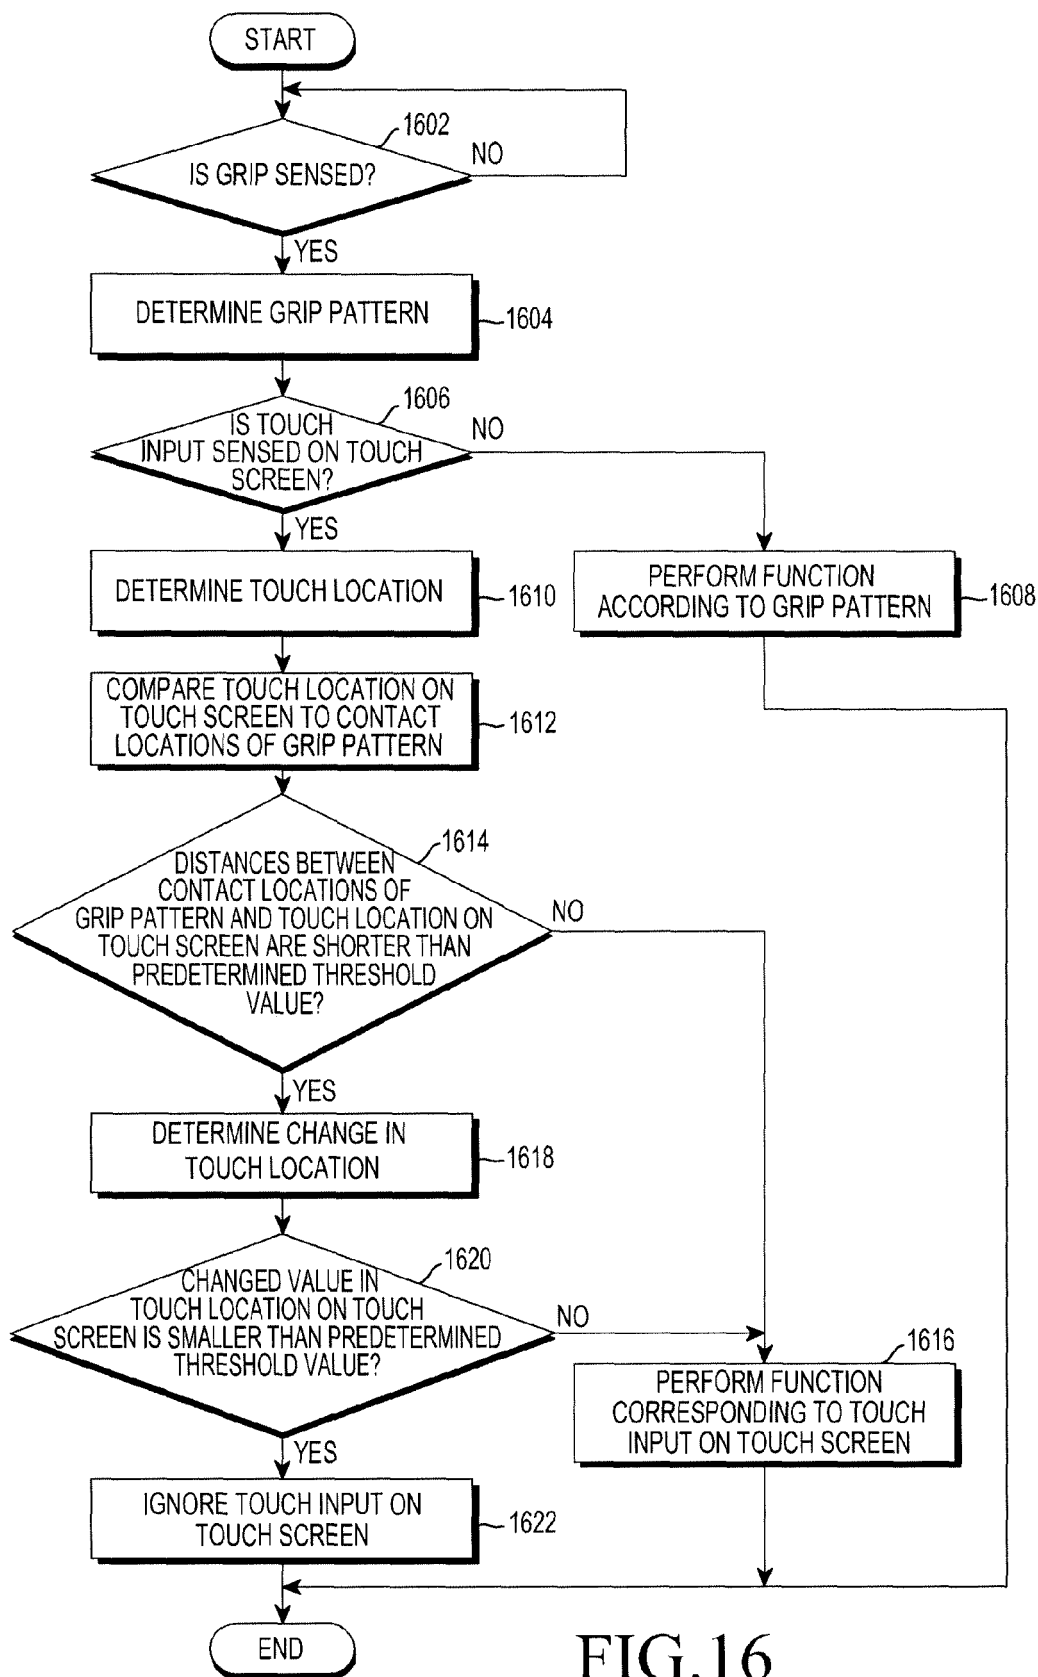 START
1602
NO
IS GRIP SENSED?
YES
DETERMINE GRIP PATTERN
1604
1606
NO
IS TOUCH
INPUT SENSED ON TOUCH
SCREEN?
YES
DETERMINE TOUCH LOCATION
1610
PERFORM FUNCTION
ACCORDING TO GRIP PATTERN
1608
COMPARE TOUCH LOCATION ON
TOUCH SCREEN TO CONTACT
LOCATIONS OF GRIP PATTERN
1612
1614
DISTANCES BETWEEN
CONTACT LOCATIONS OF
GRIP PATTERN AND TOUCH LOCATION ON
TOUCH SCREEN ARE SHORTER THAN
PREDETERMINED THRESHOLD
VALUE?
NO
YES
DETERMINE CHANGE IN
TOUCH LOCATION
1618
1620
CHANGED VALUE IN
TOUCH LOCATION ON TOUCH
SCREEN IS SMALLER THAN PREDETERMINED
THRESHOLD VALUE?
NO
1616
PERFORM FUNCTION
CORRESPONDING TO TOUCH
INPUT ON TOUCH SCREEN
YES
IGNORE TOUCH INPUT ON
TOUCH SCREEN
1622
END
FIG.16